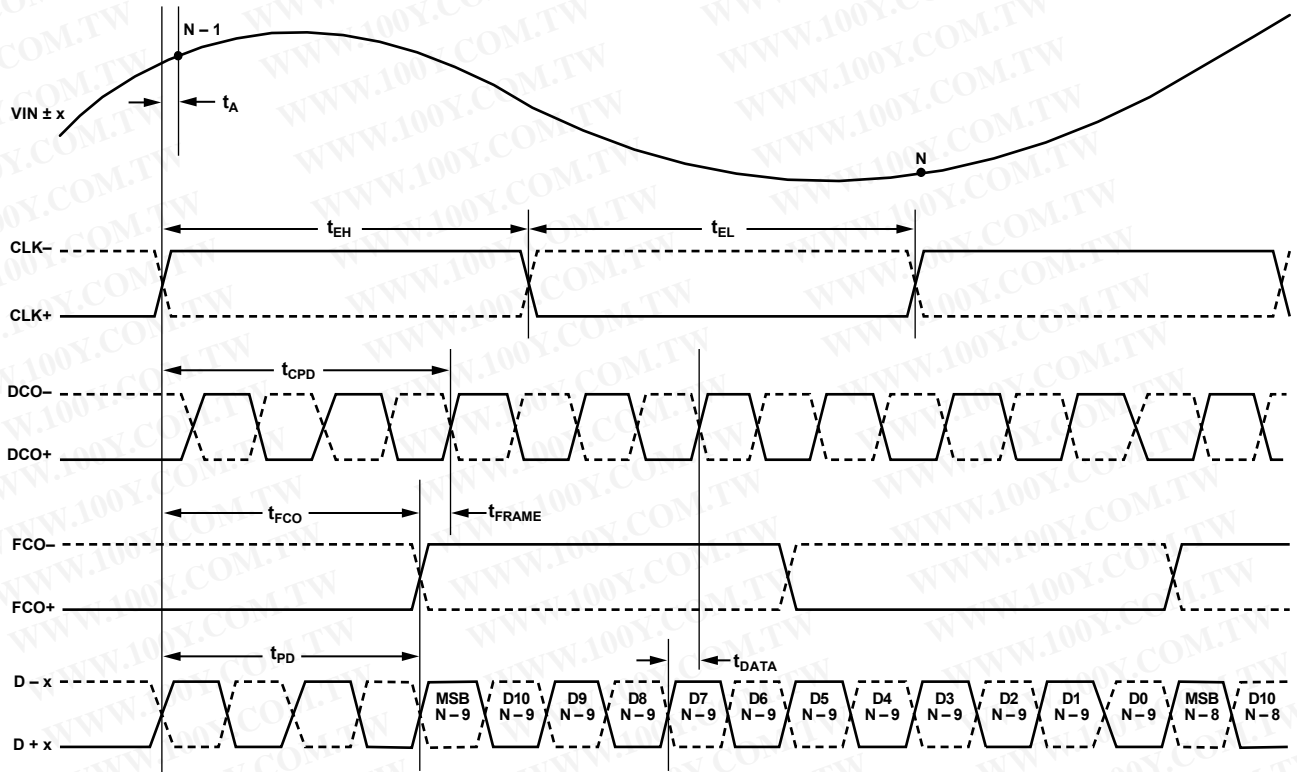 N – 1
tA
VIN ± x
N
tEH
tEL
CLK–
CLK+
tCPD
DCO–
DCO+
tFCO
tFRAME
FCO–
FCO+
tPD
tDATA
D – x
D + x
MSB N – 9
D10 N – 9
D9 N – 9
D8 N – 9
D7 N – 9
D6 N – 9
D5 N – 9
D4 N – 9
D3 N – 9
D2 N – 9
D1 N – 9
D0 N – 9
MSB N – 8
D10 N – 8
WWW.100Y.COM.TW